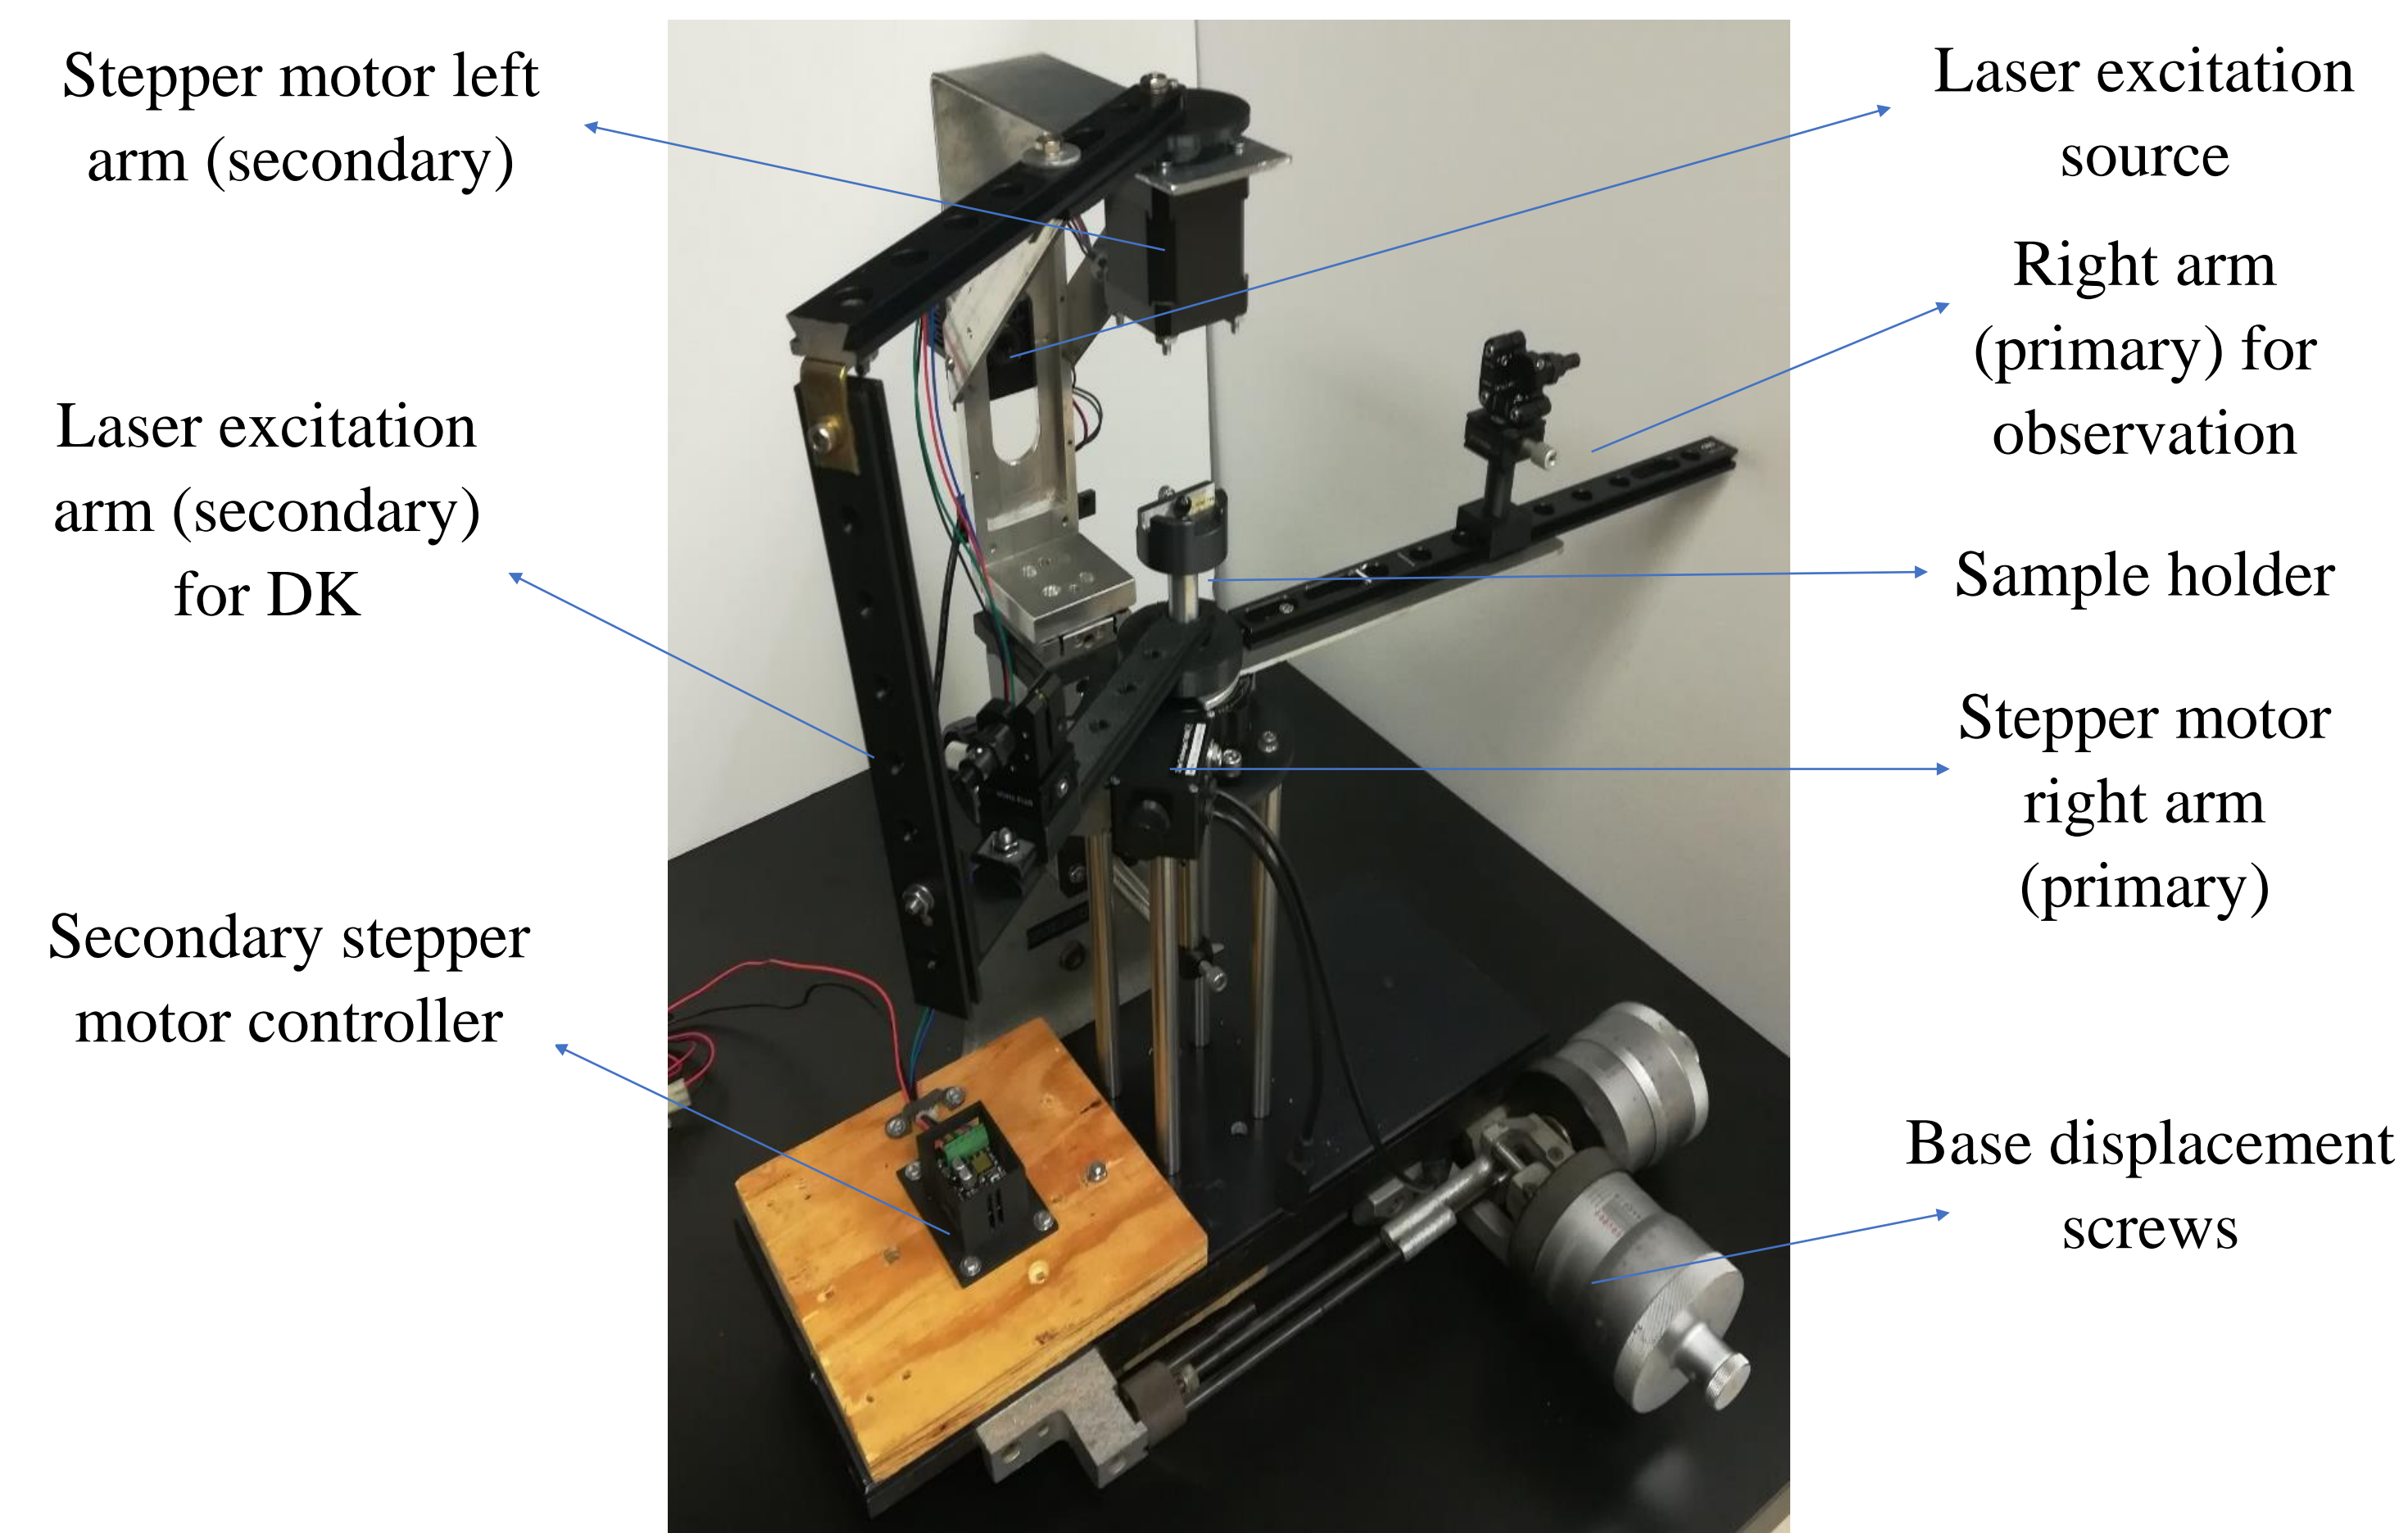 Stepper motor left
arm (secondary)
Laser excitation
arm (secondary)
for DK
Secondary stepper
motor controller
Laser excitation
source
Right arm
(primary) for
observation
Sample holder
Stepper motor
right arm
(primary)
Base displacement
screws